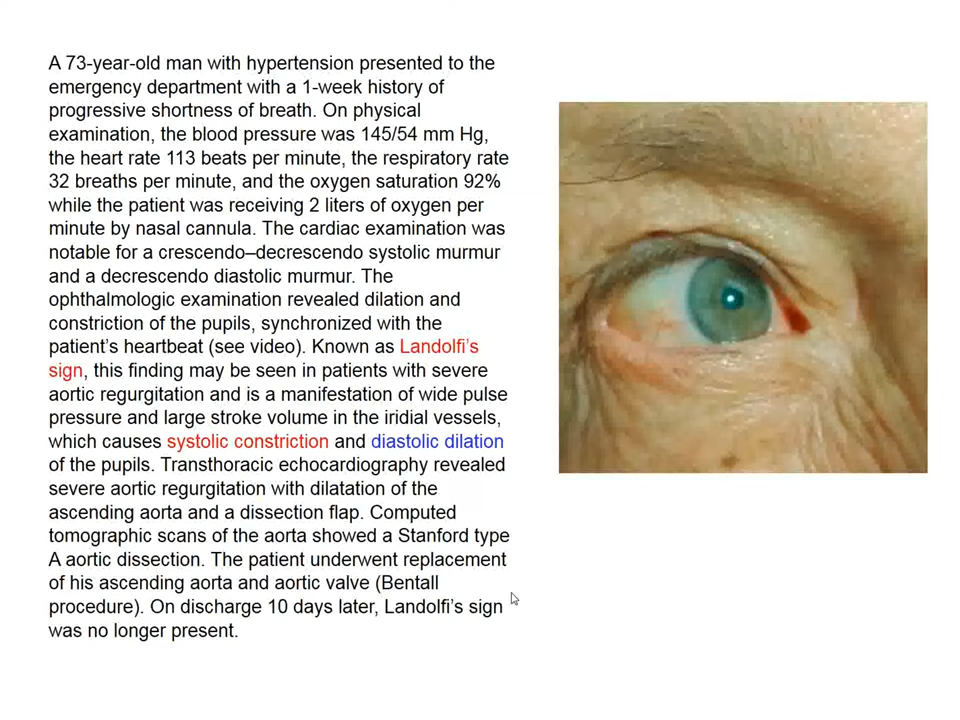 A 73-year-old man with hypertension presented to the
emergency department with a 1-week history of
progressive shortness of breath. On physical
examination, the blood pressure was 145/54 mm Hg,
the heart rate 113 beats per minute, the respiratory rate
32 breaths per minute, and the oxygen saturation 92%
while the patient was receiving 2 liters of oxygen per
minute by nasal cannula. The cardiac examination was
notable for a crescendo–decrescendo systolic murmur
and a decrescendo diastolic murmur. The
ophthalmologic examination revealed dilation and
constriction of the pupils, synchronized with the
patient’s heartbeat (see video). Known as Landolfi’s
sign, this finding may be seen in patients with severe
aortic regurgitation and is a manifestation of wide pulse
pressure and large stroke volume in the iridial vessels,
which causes systolic constriction and diastolic dilation
of the pupils. Transthoracic echocardiography revealed
severe aortic regurgitation with dilatation of the
ascending aorta and a dissection flap. Computed
tomographic scans of the aorta showed a Stanford type
A aortic dissection. The patient underwent replacement
of his ascending aorta and aortic valve (Bentall
procedure). On discharge 10 days later, Landolfi’s sign
was no longer present.